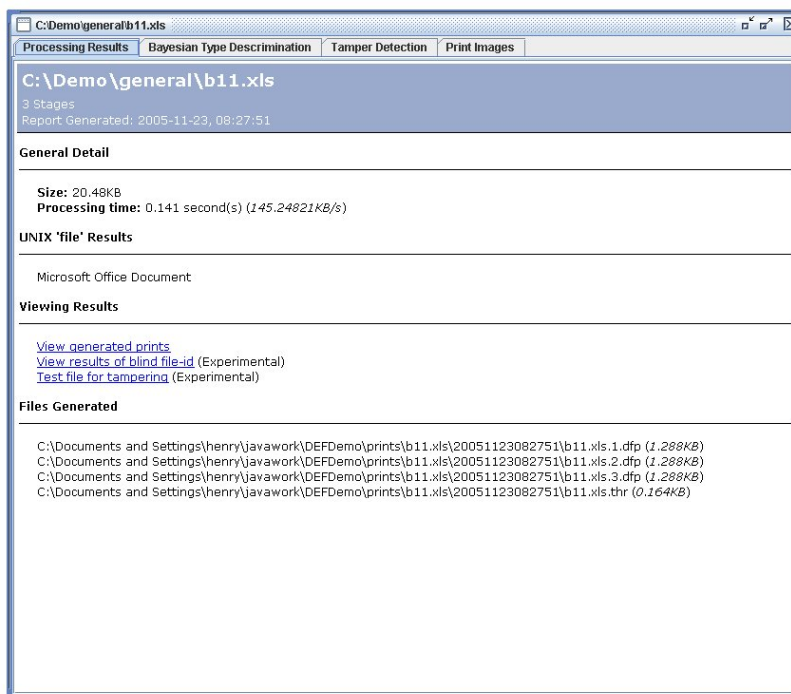 C:\Demo\general\b11.xls
Processing Results Bayesian Type Descrimination Tamper Detection Print Images
C:\Demo\general\b11.xls
3 Stages
Report Generated: 2005-11-23, 08:27:51
General Detail
Size: 20.48KB
Processing time: 0.141 second(s) (145.24821KB/s)
UNIX 'file' Results
Microsoft Office Document
Viewing Results
View generated prints
View results of blind file-id (Experimental)
Test file for tampering (Experimental)
Files Generated
C:\Documents and Settings\henry\javawork\DEFDemo\prints\b11.xls\20051123082751\b11.xls.1.dfp (1.288KB)
C:\Documents and Settings\henry\javawork\DEFDemo\prints\b11.xls\20051123082751\b11.xls.2.dfp (1.288KB)
C:\Documents and Settings\henry\javawork\DEFDemo\prints\b11.xls\20051123082751\b11.xls.3.dfp (1.288KB)
C:\Documents and Settings\henry\javawork\DEFDemo\prints\b11.xls\20051123082751\b11.xls.thr (0.164KB)